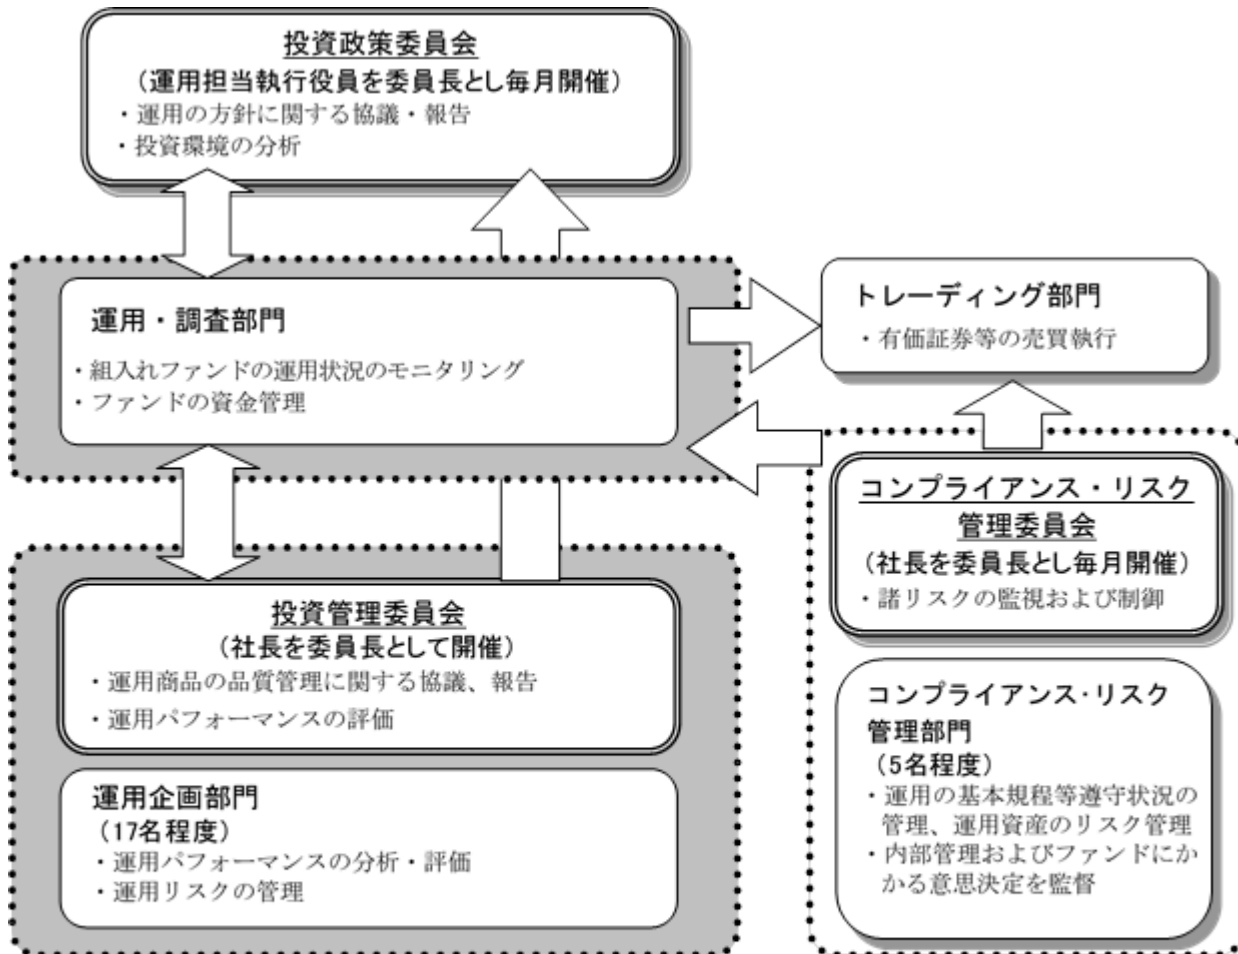 投資政策委員会
(運用担当執行役員を委員長とし毎月開催)
・運用の方針に関する協議・報告
・投資環境の分析
運用・調査部門
・組入れファンドの運用状況のモニタリング
・ファンドの資金管理
トレーディング部門
・有価証券等の売買執行
コンプライアンス・リスク
管理委員会
(社長を委員長とし毎月開催)
・諸リスクの監視および制御
投資管理委員会
(社長を委員長として開催)
・運用商品の品質管理に関する協議、報告
・運用パフォーマンスの評価
運用企画部門
(17名程度)
・運用パフォーマンスの分析・評価
・運用リスクの管理
コンプライアンス・リスク
管理部門
(5名程度)
・運用の基本規程等遵守状況の
管理、運用資産のリスク管理
・内部管理およびファンドにか
かる意思決定を監督